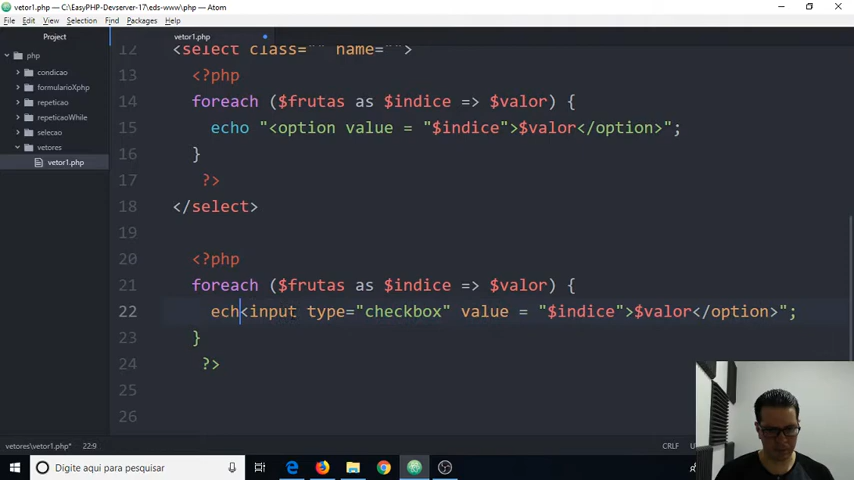 vetor1.php — C:\EasyPHP-Devserver-17\eds-www\php — Atom
File Edit View Selection Find Packages Help
Project
vetor1.php
php
condicao
formularioXphp
repeticao
repeticaoWhile
selecao
vetores
vetor1.php
12 <select class="" name="">
13 <?php
14 foreach ($frutas as $indice => $valor) {
15 echo "<option value = "$indice">$valor</option>";
16 }
17 ?>
18 </select>
19
20 <?php
21 foreach ($frutas as $indice => $valor) {
22 ech<input type="checkbox" value = "$indice">$valor</option>";
23 }
24 ?>
25
26
vetores\vetor1.php* 22:9
CRLF
Digite aqui para pesquisar